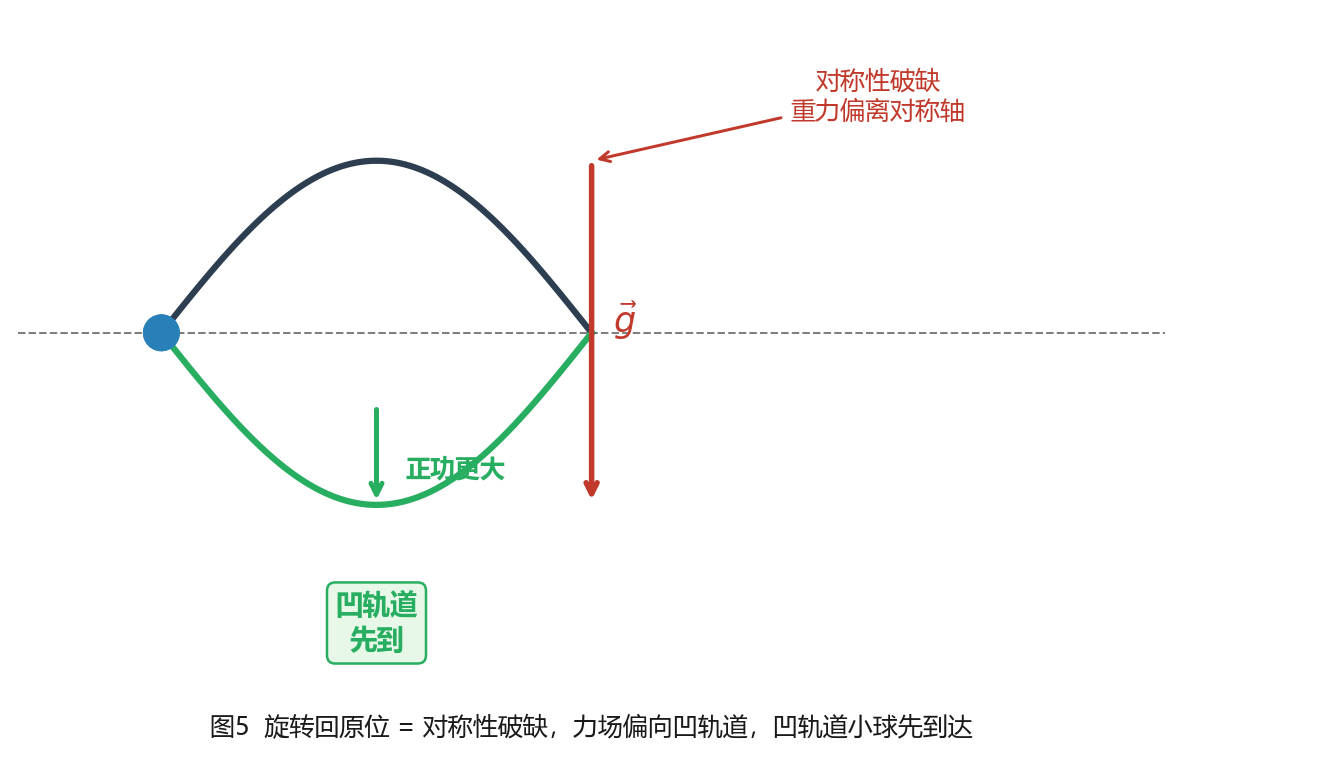 对称性破缺
重力偏离对称轴
g⃗
正功更大
凹轨道
先到
图5 旋转回原位 = 对称性破缺，力场偏向凹轨道，凹轨道小球先到达